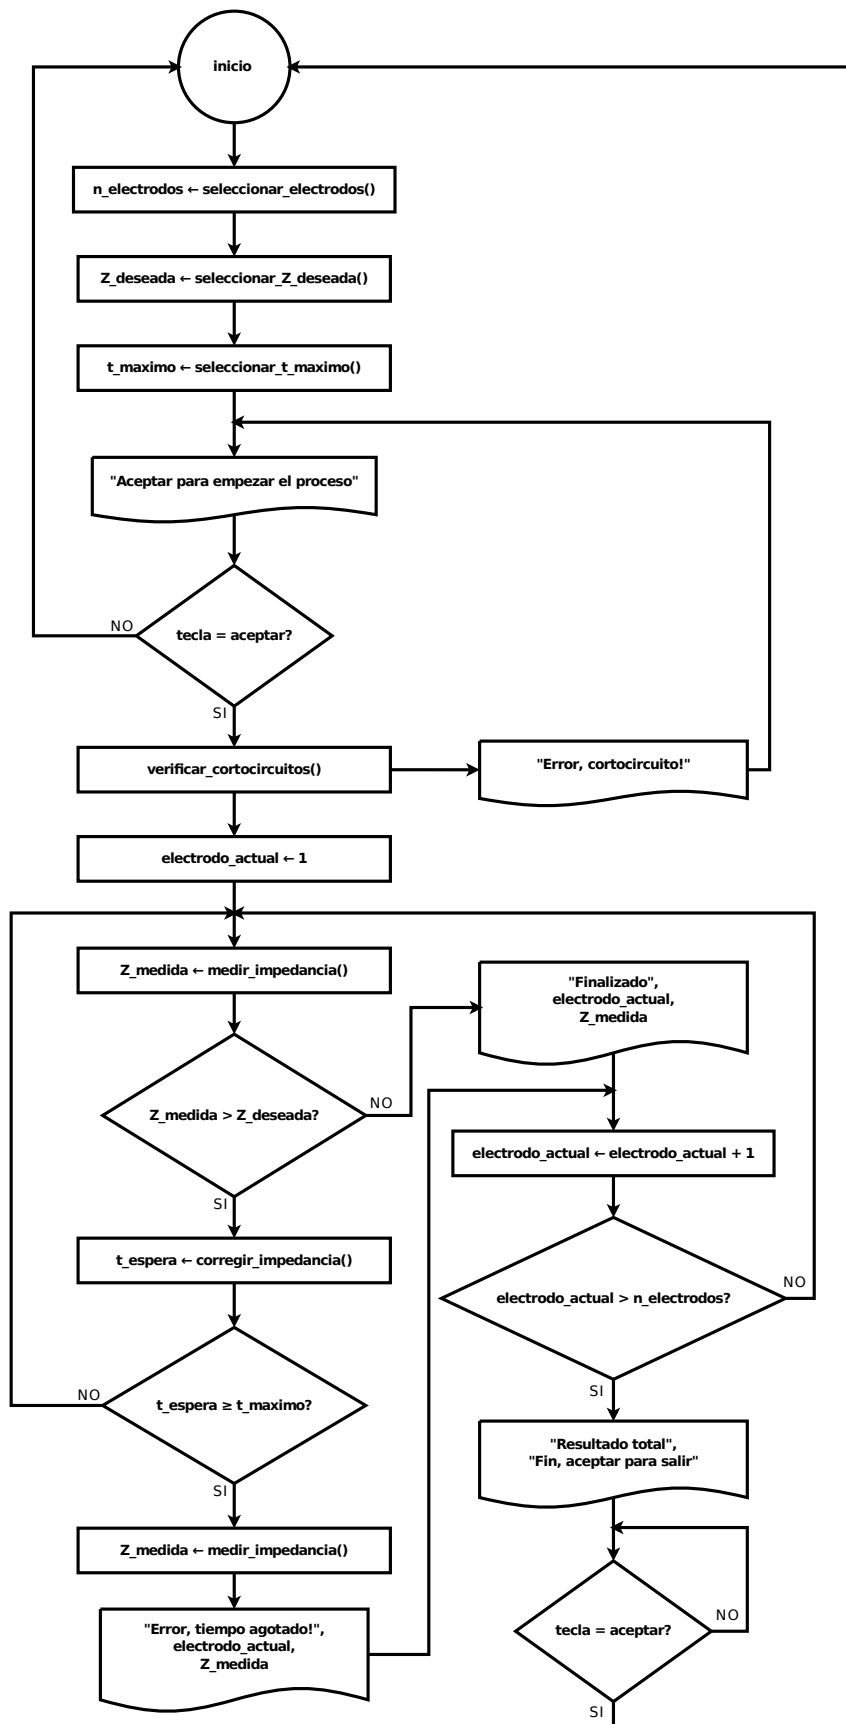 inicio
n_electrodos ← seleccionar_electrodos()
Z_deseada ← seleccionar_Z_deseada()
t_maximo ← seleccionar_t_maximo()
"Aceptar para empezar el proceso"
NO
tecla = aceptar?
SI
verificar_cortocircuitos()
"Error, cortocircuito!"
electrodo_actual ← 1
Z_medida ← medir_impedancia()
Z_medida > Z_deseada?
NO
SI
t_espera ← corregir_impedancia()
t_espera ≥ t_maximo?
NO
SI
Z_medida ← medir_impedancia()
"Error, tiempo agotado!",
electrodo_actual,
Z_medida
"Finalizado",
electrodo_actual,
Z_medida
electrodo_actual ← electrodo_actual + 1
electrodo_actual > n_electrodos?
NO
SI
"Resultado total",
"Fin, aceptar para salir"
tecla = aceptar?
NO
SI